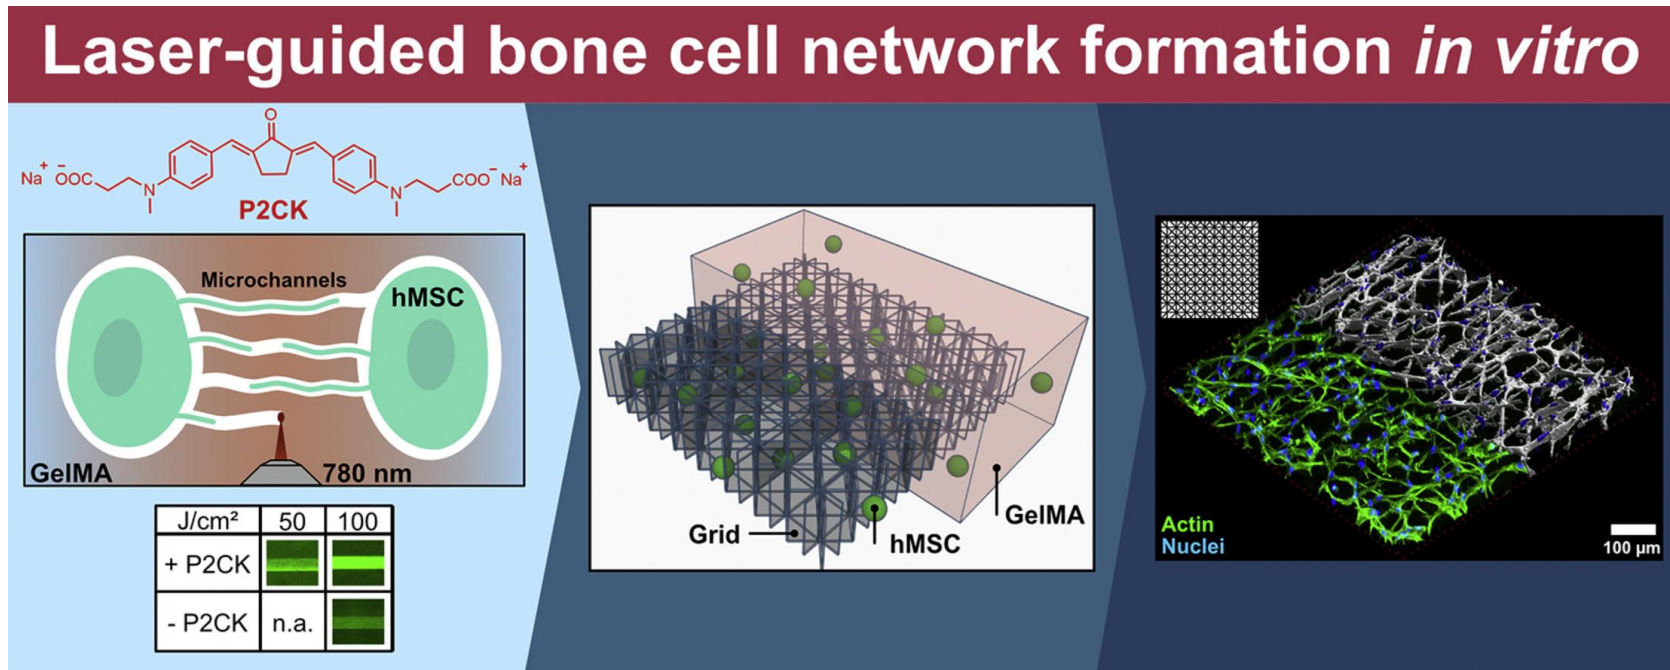 Laser-guided bone cell network formation in vitro
O
Na⁺ ⁻OOC
N
N
COO⁻ Na⁺
P2CK
Microchannels
hMSC
GelMA
780 nm
J/cm² 50 100
+ P2CK
- P2CK n.a.
Grid
hMSC
GelMA
Actin
Nuclei
100 µm